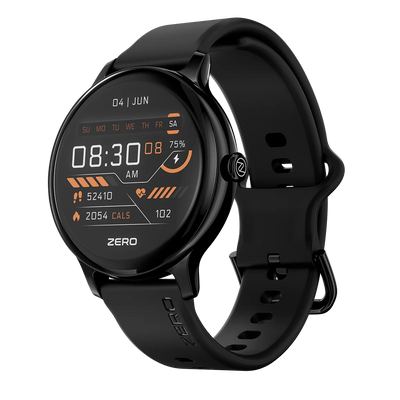 04 | JUN
SU MO TU WE TH FR SA
08:30 08 75%
AM
52410
2054 CALS 102
ZERO
ZERO